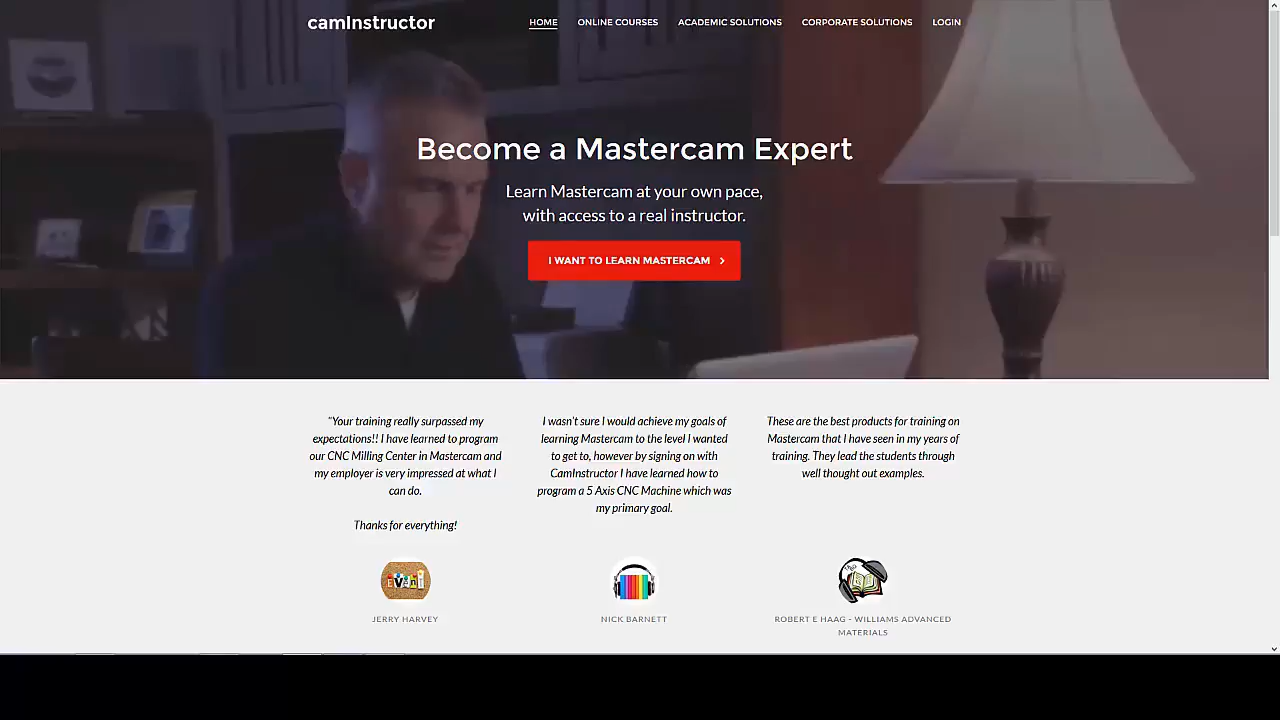 camInstructor
HOME
ONLINE COURSES
ACADEMIC SOLUTIONS
CORPORATE SOLUTIONS
LOGIN
Become a Mastercam Expert
Learn Mastercam at your own pace,
with access to a real instructor.
I WANT TO LEARN MASTERCAM
"Your training really surpassed my
expectations!! I have learned to program
our CNC Milling Center in Mastercam and
my employer is very impressed at what I
can do.
Thanks for everything!
JERRY HARVEY
I wasn't sure I would achieve my goals of
learning Mastercam to the level I wanted
to get to, however by signing on with
CamInstructor I have learned how to
program a 5 Axis CNC Machine which was
my primary goal.
NICK BARNETT
These are the best products for training on
Mastercam that I have seen in my years of
training. They lead the students through
well thought out examples.
ROBERT E HAAG - WILLIAMS ADVANCED
MATERIALS